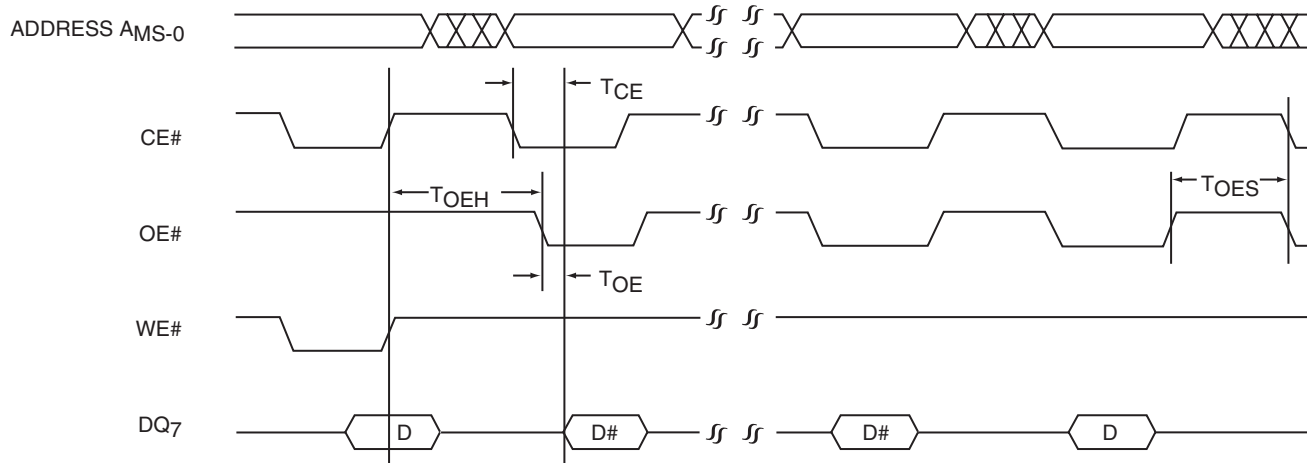 ADDRESS AMS-0
TCE
CE#
TOEH
TOES
OE#
TOE
WE#
DQ7
D
D#
D#
D